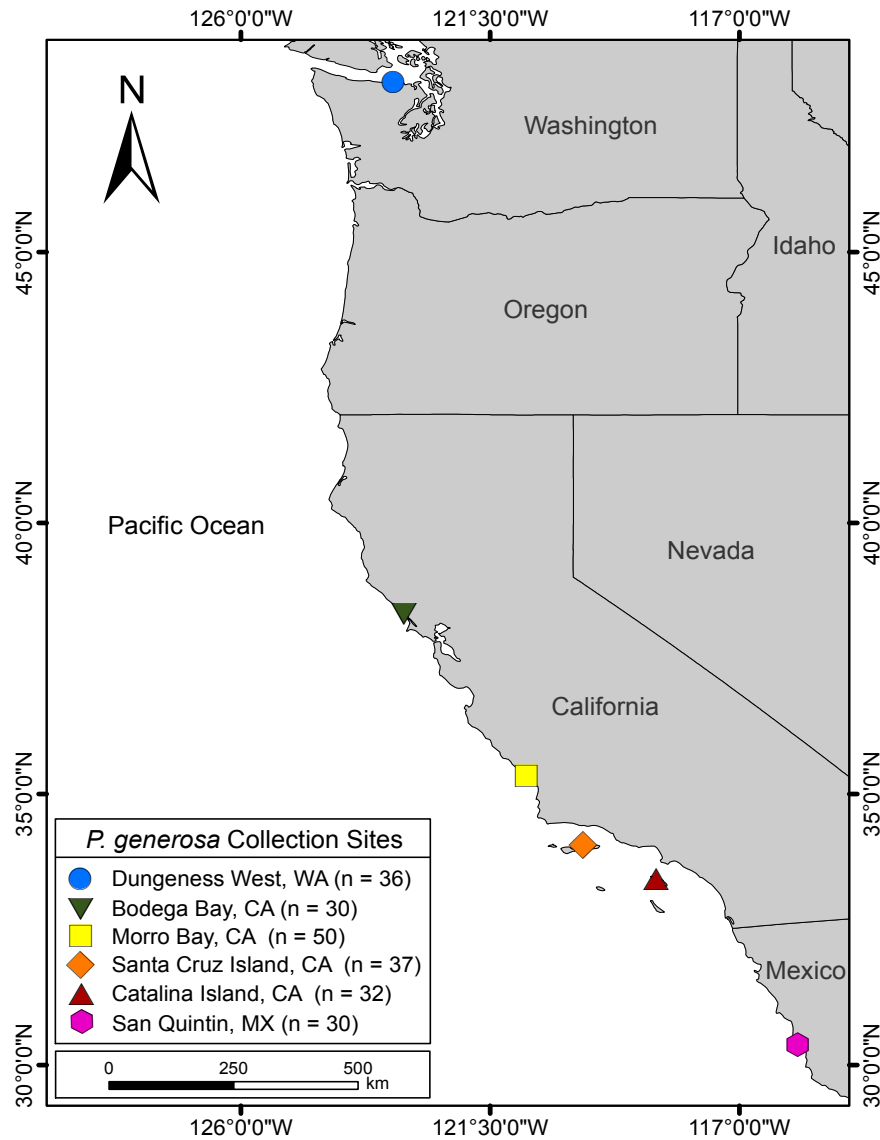 126°0'0"W 121°30'0"W 117°0'0"W
N
Washington
45°0'0"N 45°0'0"N
Idaho
Oregon
40°0'0"N 40°0'0"N
Pacific Ocean
Nevada
California
35°0'0"N 35°0'0"N
P. generosa Collection Sites
Dungeness West, WA (n = 36)
Bodega Bay, CA (n = 30)
Morro Bay, CA (n = 50)
Santa Cruz Island, CA (n = 37)
Catalina Island, CA (n = 32)
San Quintin, MX (n = 30)
Mexico
0 250 500
km
30°0'0"N 30°0'0"N
126°0'0"W 121°30'0"W 117°0'0"W